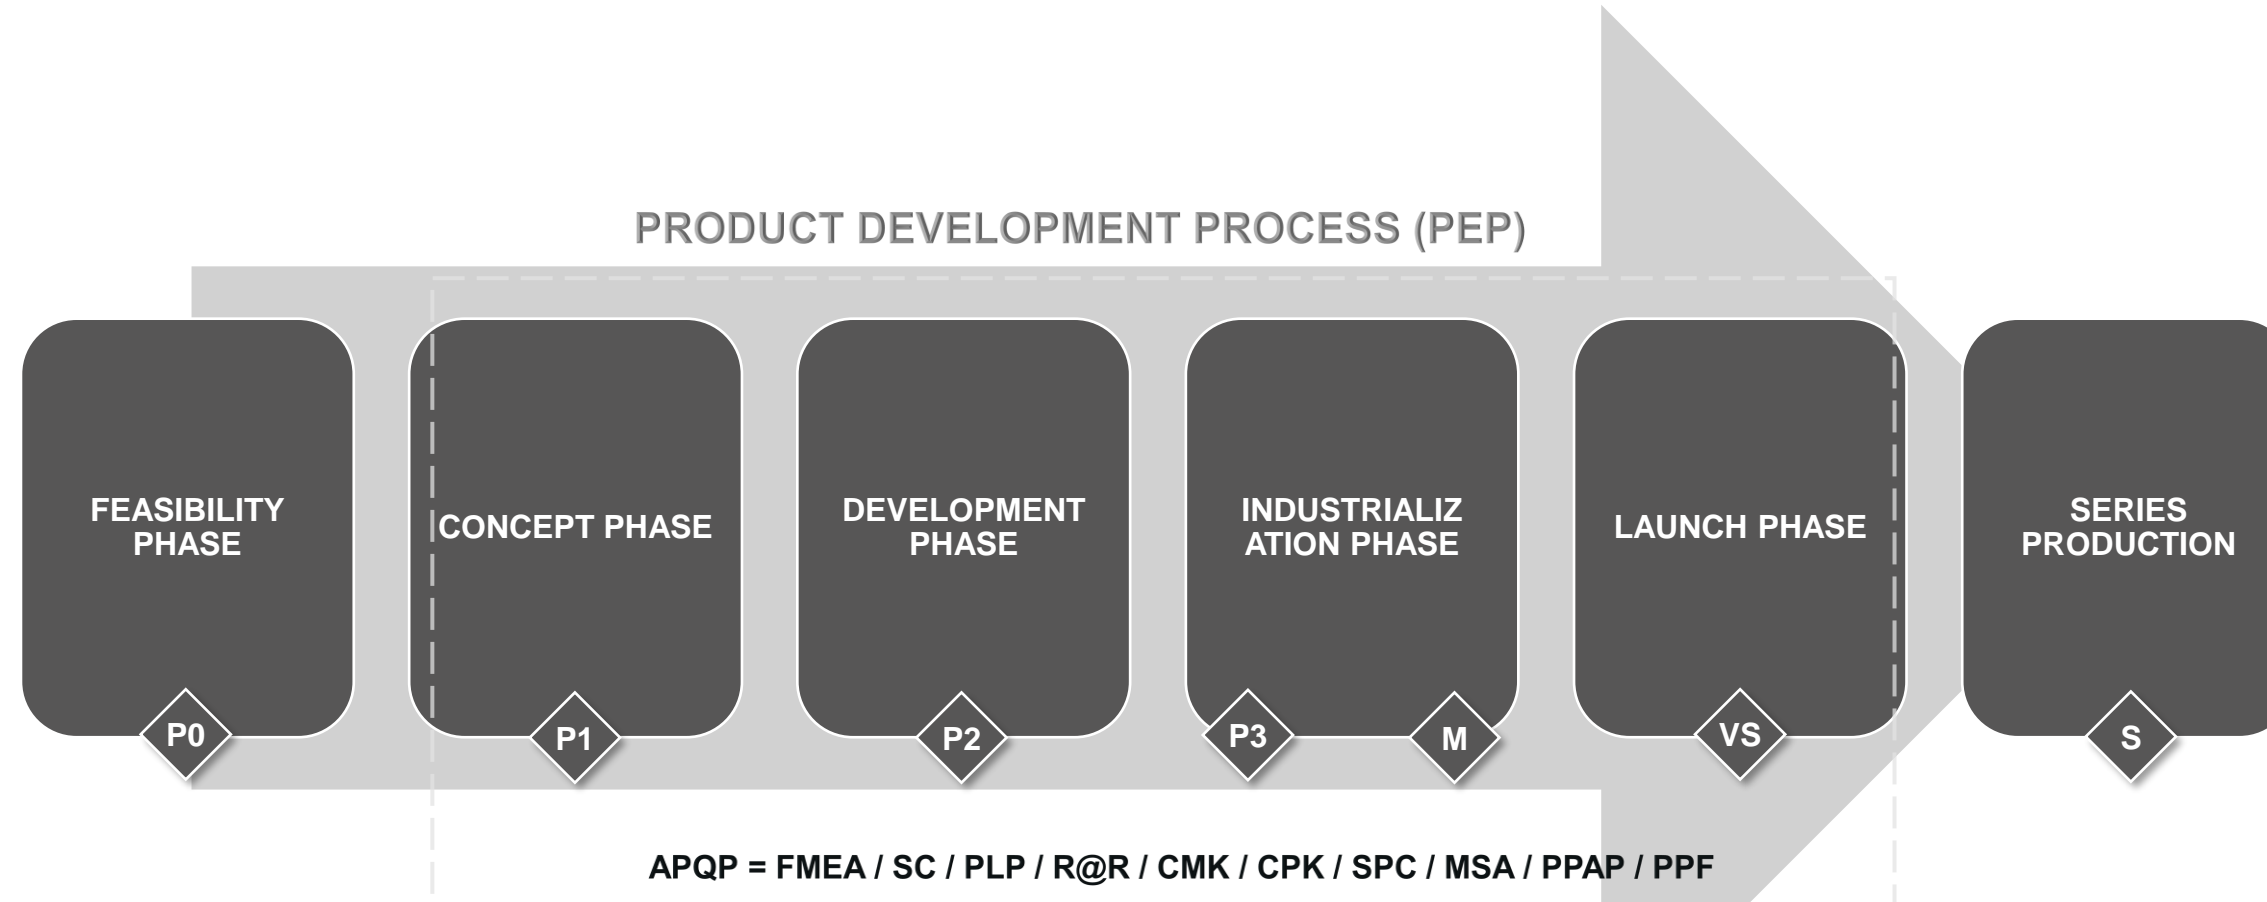 PRODUCT DEVELOPMENT PROCESS (PEP)
FEASIBILITY
PHASE
CONCEPT PHASE
DEVELOPMENT
PHASE
INDUSTRIALIZ
ATION PHASE
LAUNCH PHASE
SERIES
PRODUCTION
P0
P1
P2
P3
M
VS
S
APQP = FMEA / SC / PLP / R@R / CMK / CPK / SPC / MSA / PPAP / PPF